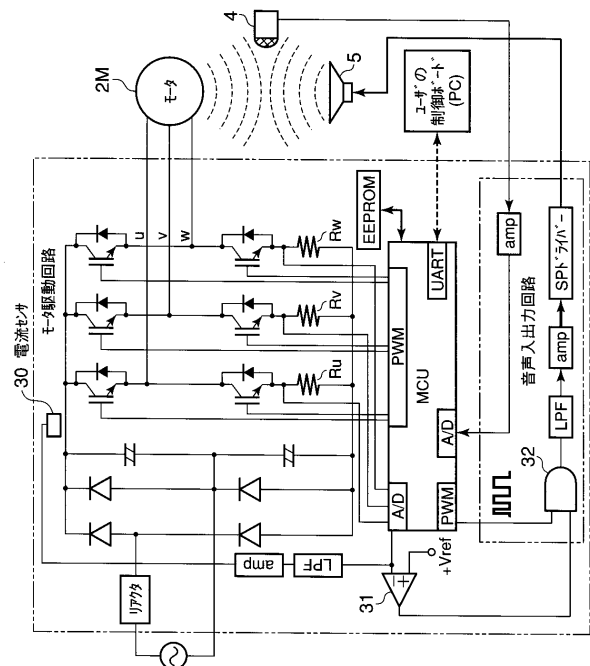 30 電流センサ
モータ駆動回路
リアクタ
u
v
w
2M
モータ
4
5
Ru
Rv
Rw
amp
LPF
31
+Vref
A/D
PWM
MCU
PWM
A/D
UART
EEPROM
ユーザの
制御ボード
(PC)
32
LPF
amp
SPドライバー
音声入出力回路
amp